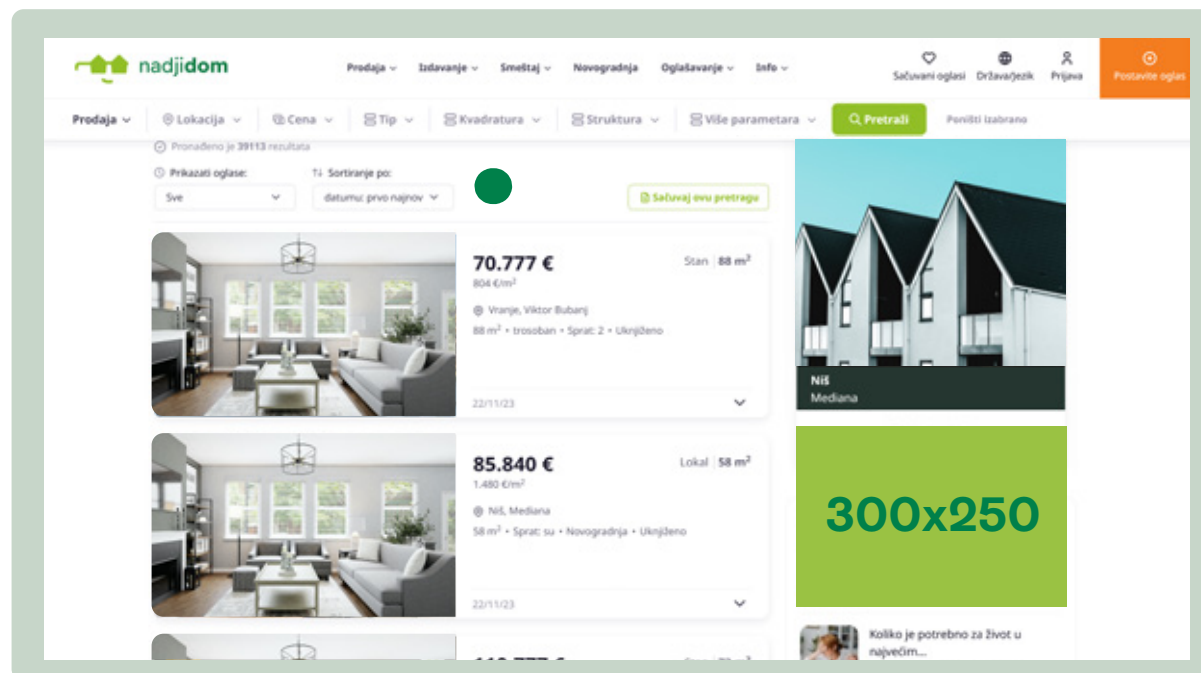 nadjidom
Prodaja Izdavanje Smeštaj Novogradnja Oglašavanje Info
Sačuvani oglasi Država/jezik Prijava Postavite oglas
Prodaja Lokacija Cena Tip Kvadratura Struktura Više parametara Pretraži Poništi izabrano
Pronađeno je 39113 rezultata
Prikazati oglase: Sortiranje po:
Sve datumu: prvo najnov Sačuvaj ovu pretragu
70.777 € Stan 88 m²
804 €/m²
Vranje, Viktor Bubanj
88 m² • trosoban • Sprat: 2 • Uknjiženo
22/11/23
Niš
Mediana
85.840 € Lokal 58 m²
1.480 €/m²
Niš, Mediana
58 m² • Sprat: su • Novogradnja • Uknjiženo
22/11/23
300x250
Koliko je potrebno za život u
najvećim...